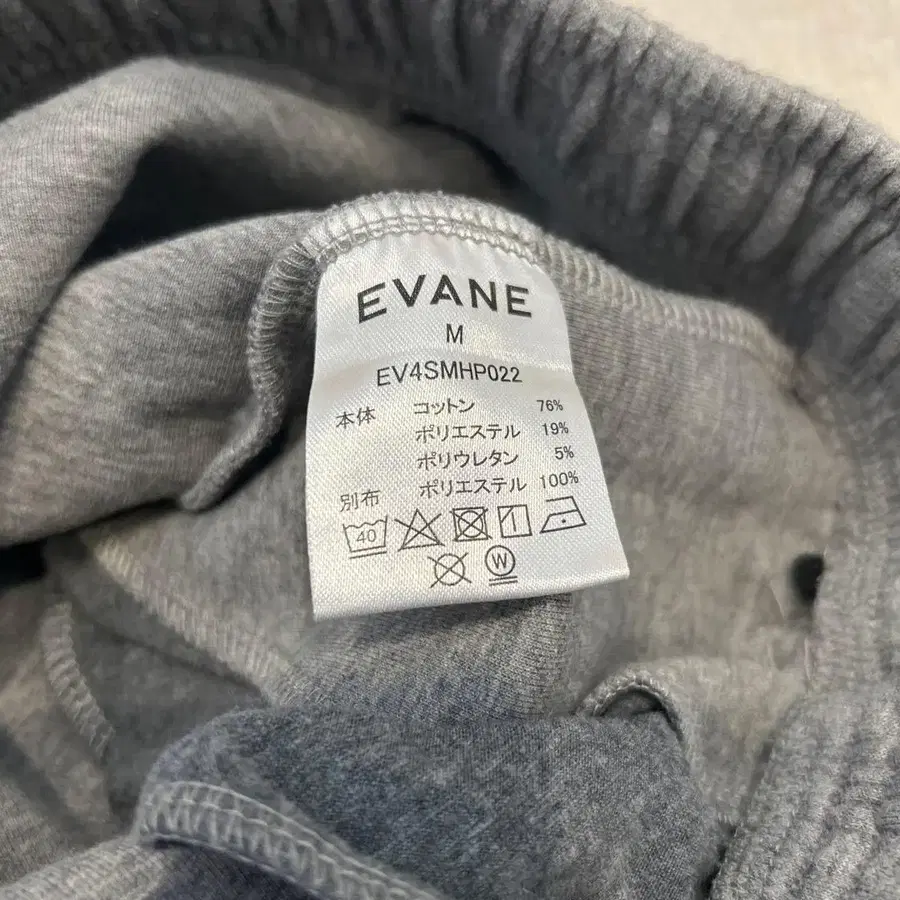 EVANE
M
EV4SMHP022
本体 コットン 76%
ポリエステル 19%
ポリウレタン 5%
別布 ポリエステル 100%
40
W